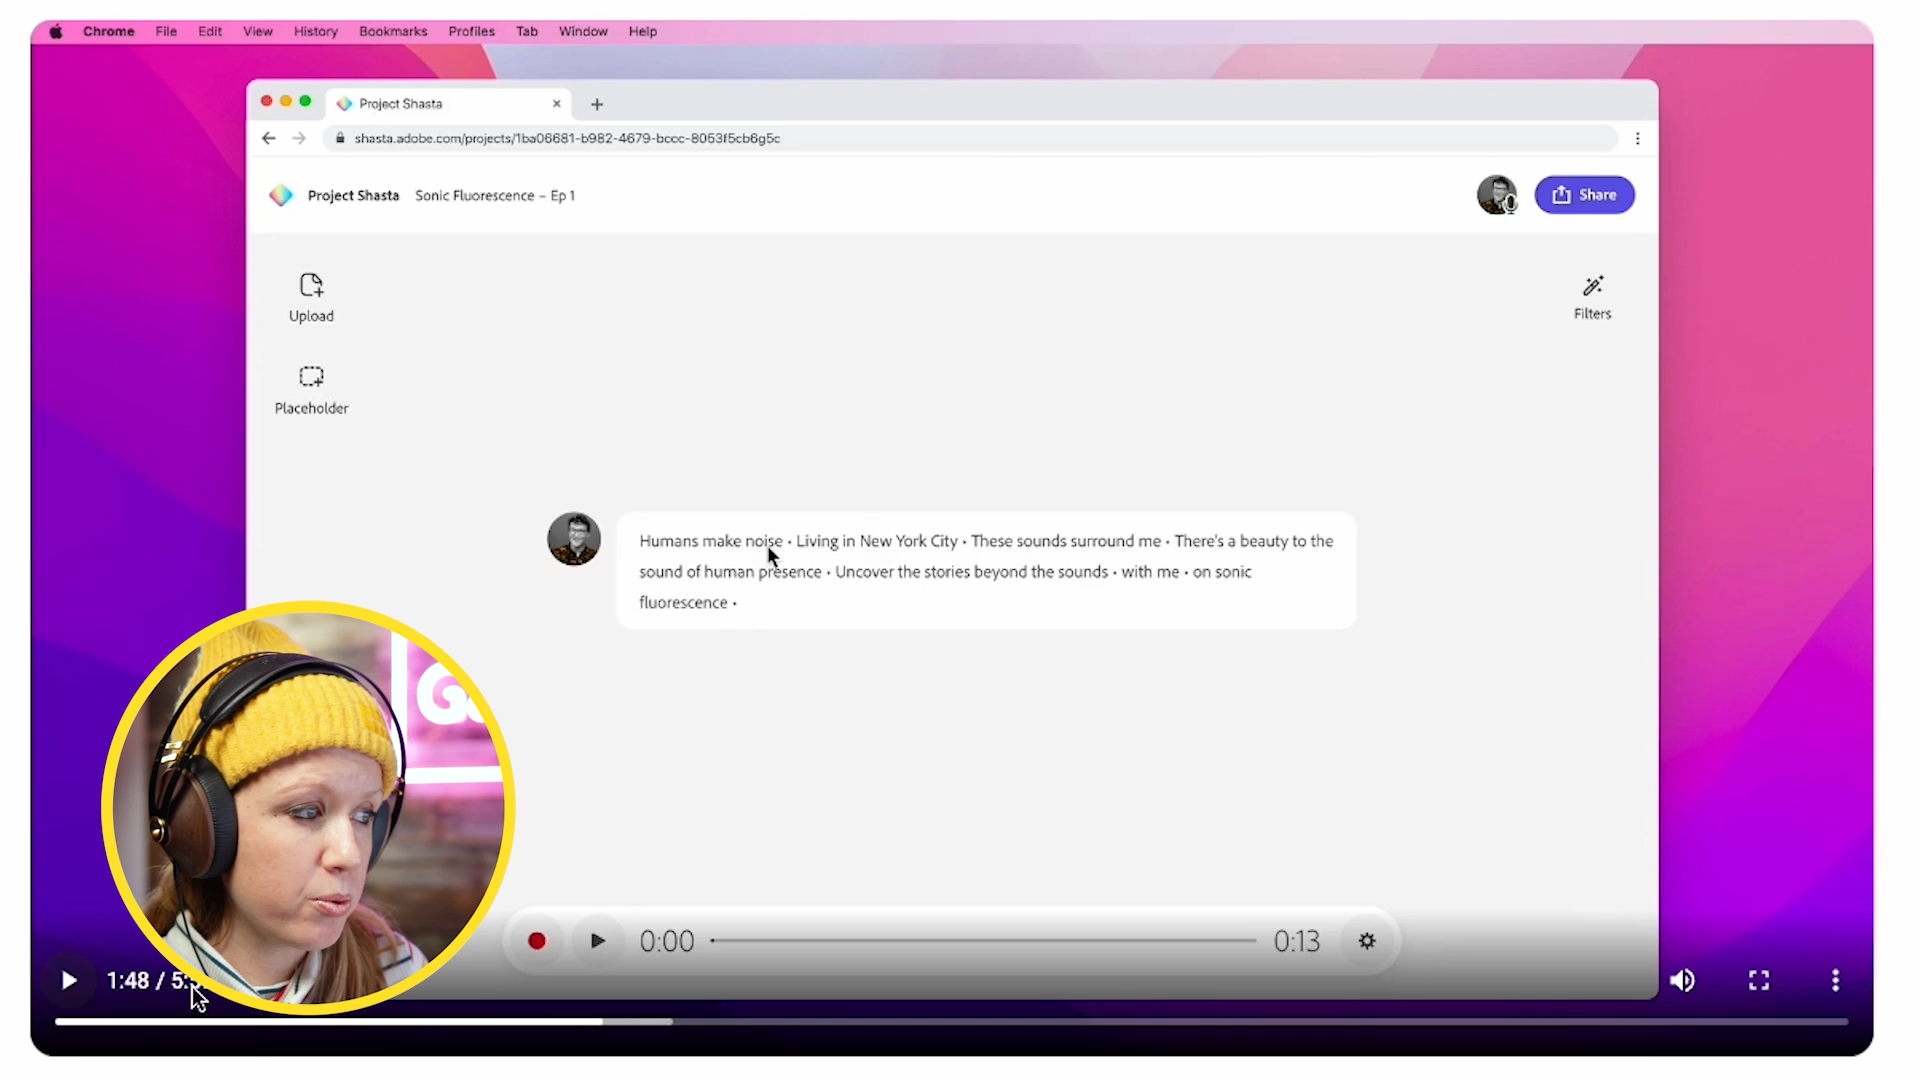 Chrome File Edit View History Bookmarks Profiles Tab Window Help
Project Shasta
shasta.adobe.com/projects/1ba06681-b982-4679-bccc-8053f5cb6g5c
Project Shasta Sonic Fluorescence – Ep 1
Share
Upload
Filters
Placeholder
Humans make noise • Living in New York City • These sounds surround me • There's a beauty to the
sound of human presence • Uncover the stories beyond the sounds • with me • on sonic
fluorescence •
0:00
0:13
1:48 /